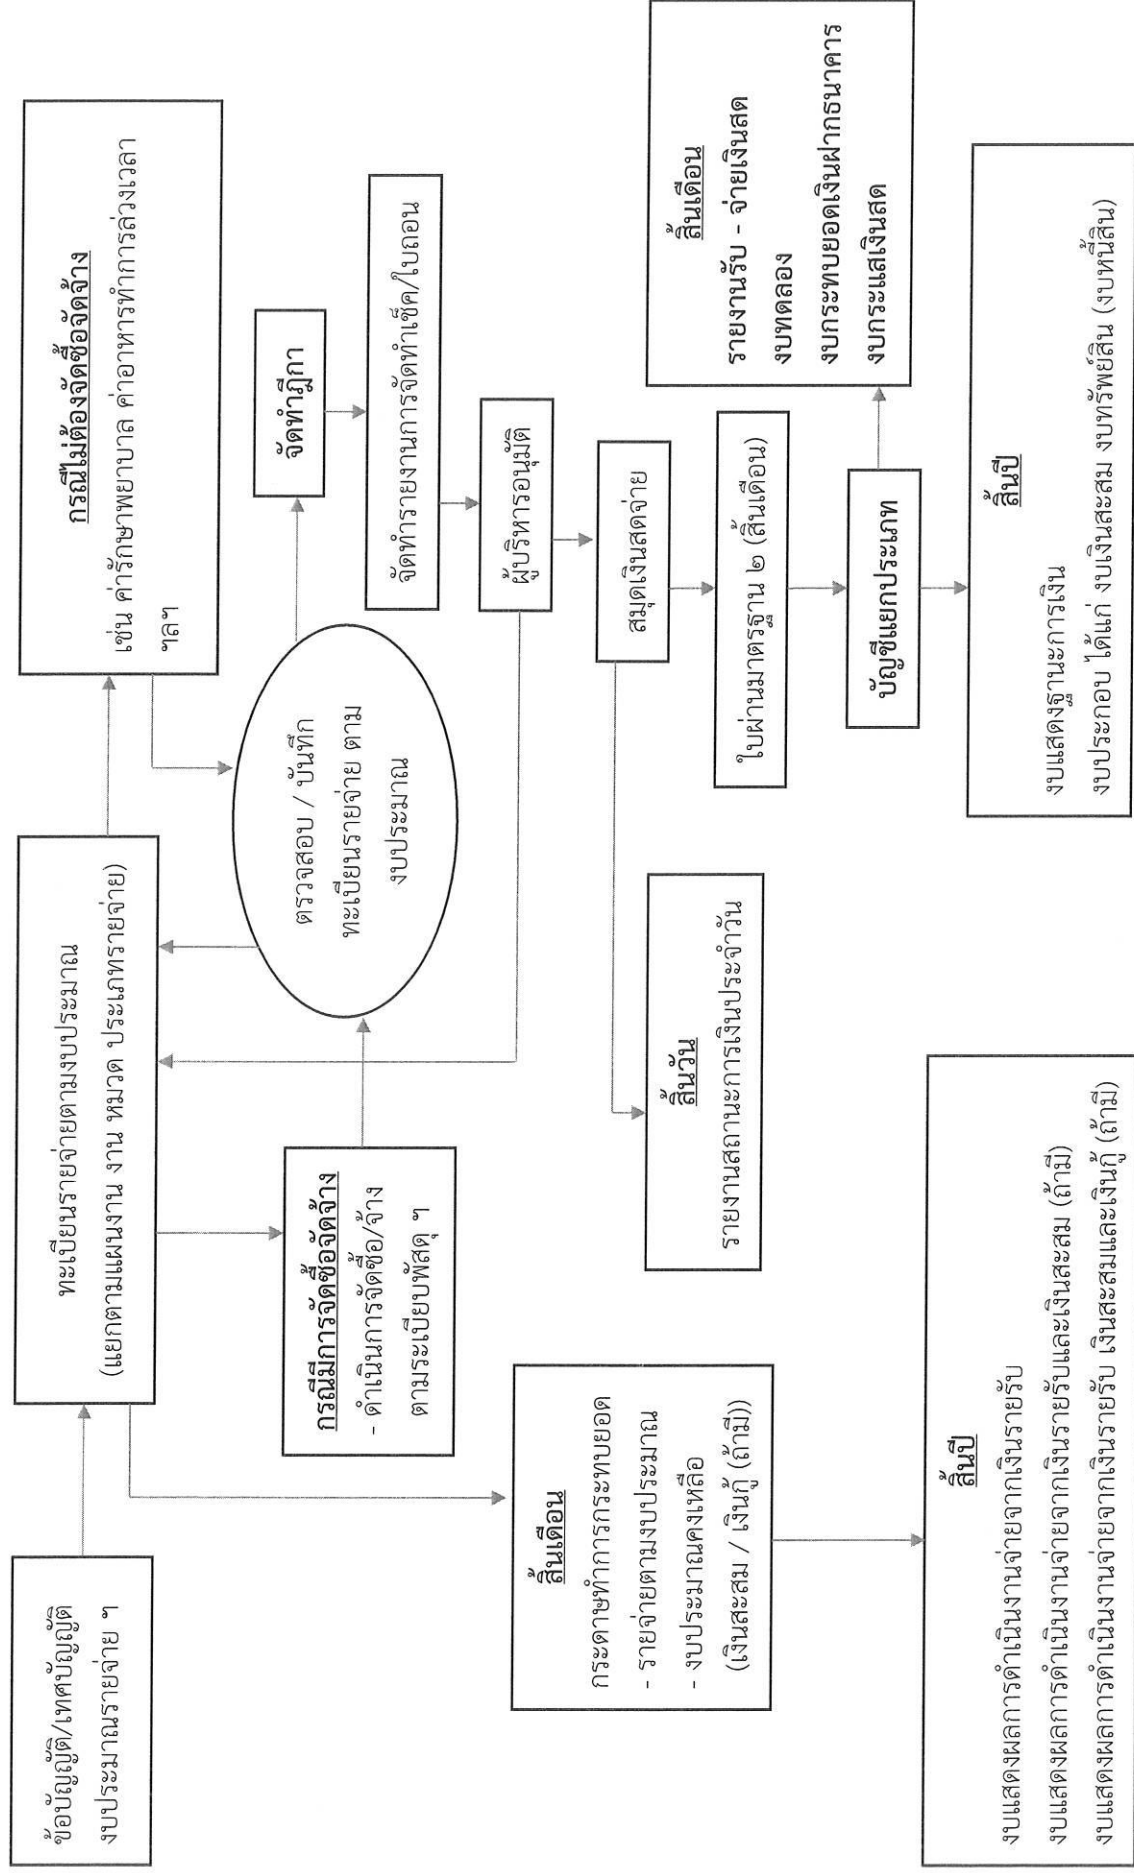 ข้อบัญญัติ/เทศบัญญัติ
งบประมาณรายจ่าย ฯ
ทะเบียนรายจ่ายตามงบประมาณ
(แยกตามแผนงาน งาน หมวด ประเภทรายจ่าย)
กรณีไม่ต้องจัดซื้อจัดจ้าง
เช่น ค่ารักษาพยาบาล ค่าอาหารทำการล่วงเวลา
ฯลฯ
กรณีมีการจัดซื้อจัดจ้าง
- ดำเนินการจัดซื้อ/จ้าง
ตามระเบียบพัสดุ ฯ
ตรวจสอบ / บันทึก
ทะเบียนรายจ่าย ตาม
งบประมาณ
จัดทำฎีกา
จัดทำรายงานการจัดทำเช็ค/ใบถอน
ผู้บริหารอนุมัติ
สมุดเงินสดจ่าย
ใบผ่านมาตรฐาน ๒ (สิ้นเดือน)
บัญชีแยกประเภท
สิ้นเดือน
รายงานรับ - จ่ายเงินสด
งบทดลอง
งบกระทบยอดเงินฝากธนาคาร
งบกระแสเงินสด
สิ้นวัน
รายงานสถานะการเงินประจำวัน
สิ้นปี
งบแสดงฐานะการเงิน
งบประกอบ ได้แก่ งบเงินสะสม งบทรัพย์สิน (งบหนี้สิน)
สิ้นเดือน
กระดาษทำการกระทบยอด
- รายจ่ายตามงบประมาณ
- งบประมาณคงเหลือ
(เงินสะสม / เงินกู้ (ถ้ามี))
สิ้นปี
งบแสดงผลการดำเนินงานจ่ายจากเงินรายรับ
งบแสดงผลการดำเนินงานจ่ายจากเงินรายรับและเงินสะสม (ถ้ามี)
งบแสดงผลการดำเนินงานจ่ายจากเงินรายรับ เงินสะสมและเงินกู้ (ถ้ามี)